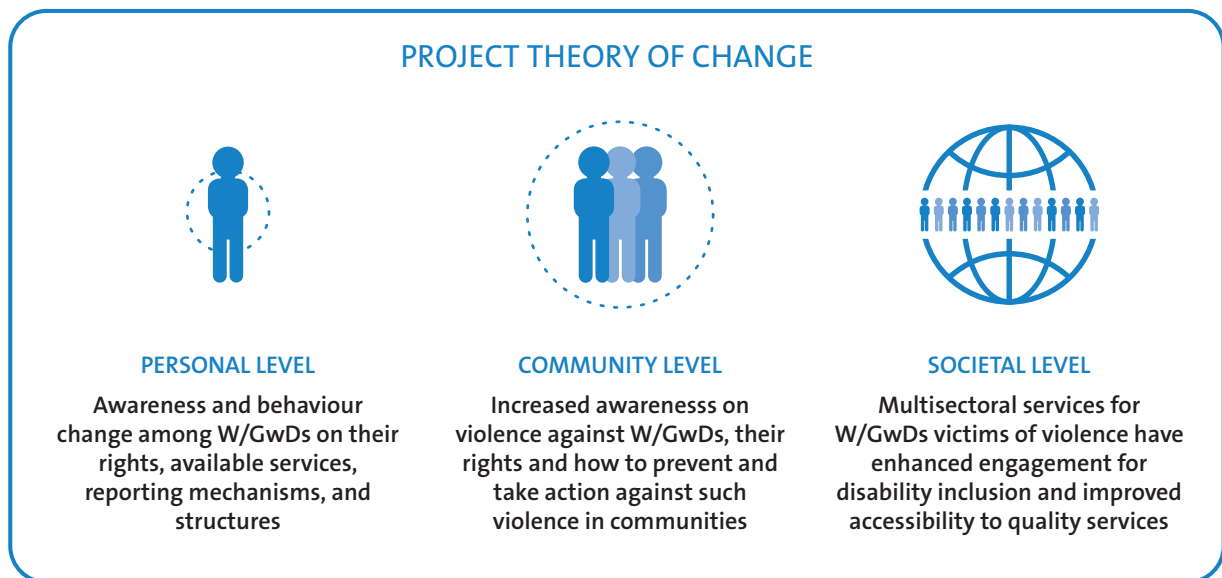 PROJECT THEORY OF CHANGE
PERSONAL LEVEL
Awareness and behaviour
change among W/GwDs on their
rights, available services,
reporting mechanisms, and
structures
COMMUNITY LEVEL
Increased awarenesss on
violence against W/GwDs, their
rights and how to prevent and
take action against such
violence in communities
SOCIETAL LEVEL
Multisectoral services for
W/GwDs victims of violence have
enhanced engagement for
disability inclusion and improved
accessibility to quality services